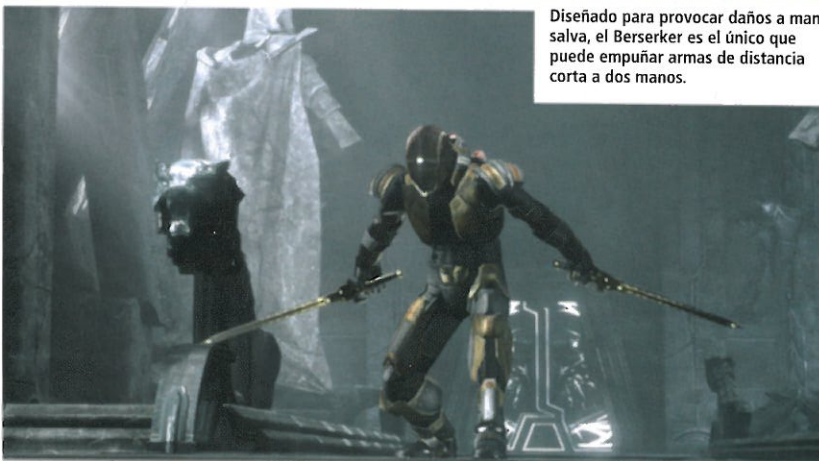 Diseñado para provocar daños a man
salva, el Berserker es el único que
puede empuñar armas de distancia
corta a dos manos.